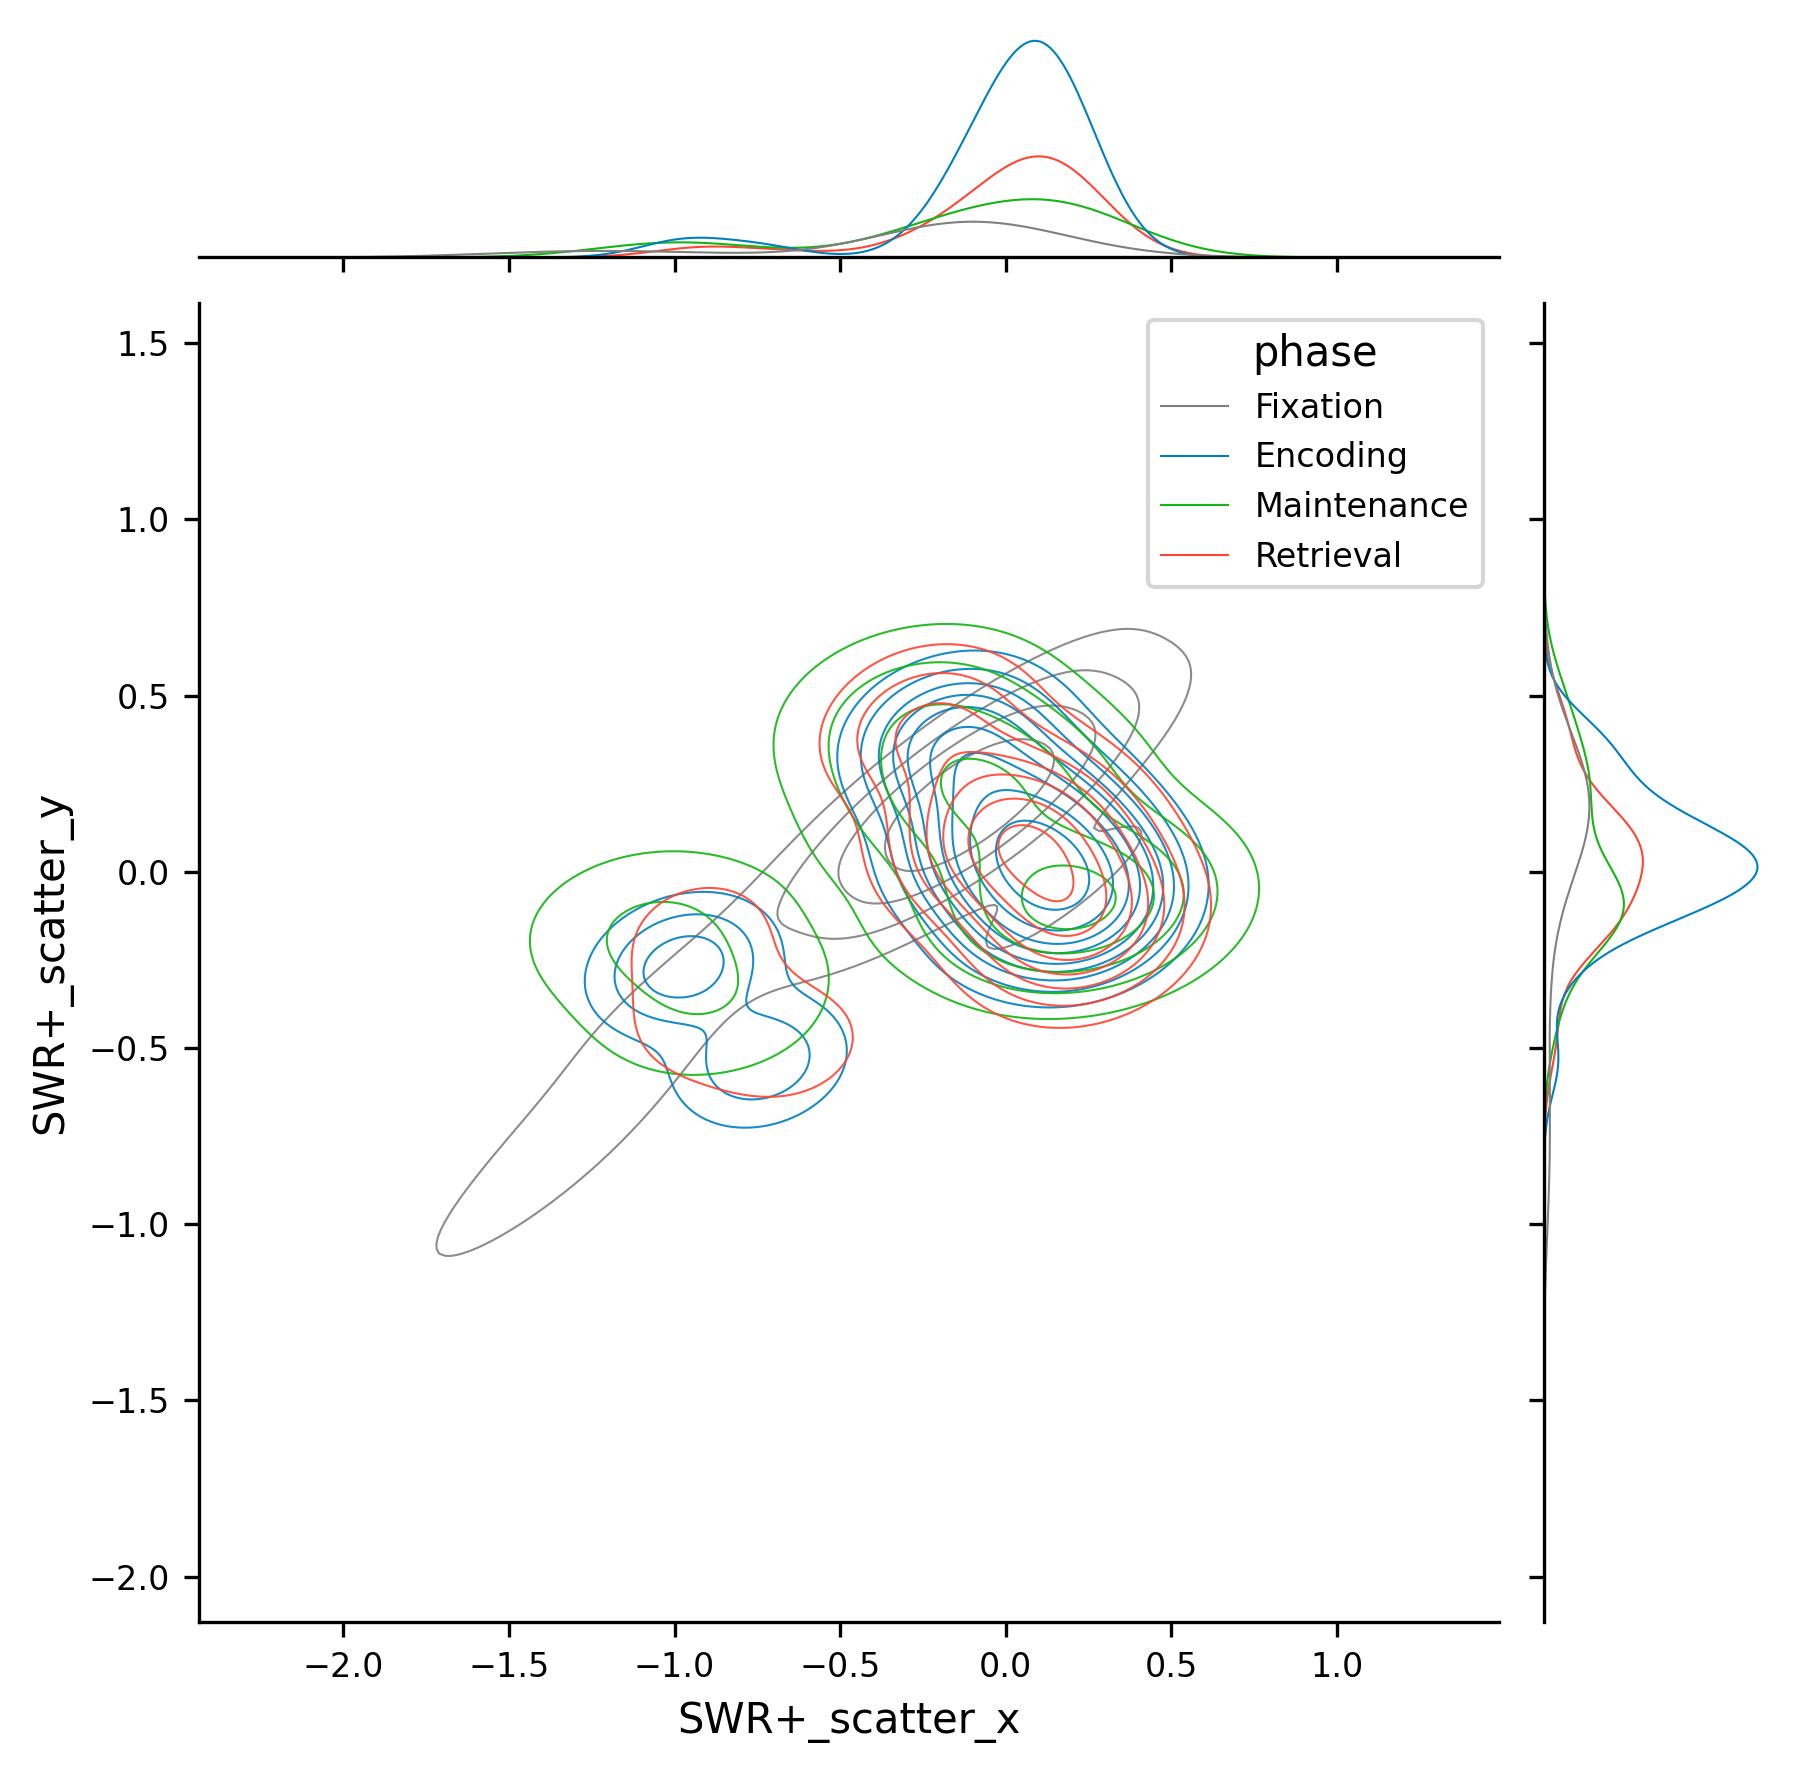 phase
Fixation
Encoding
Maintenance
Retrieval
1.5
1.0
0.5
0.0
−0.5
−1.0
−1.5
−2.0
SWR+_scatter_y
−2.0 −1.5 −1.0 −0.5 0.0 0.5 1.0
SWR+_scatter_x